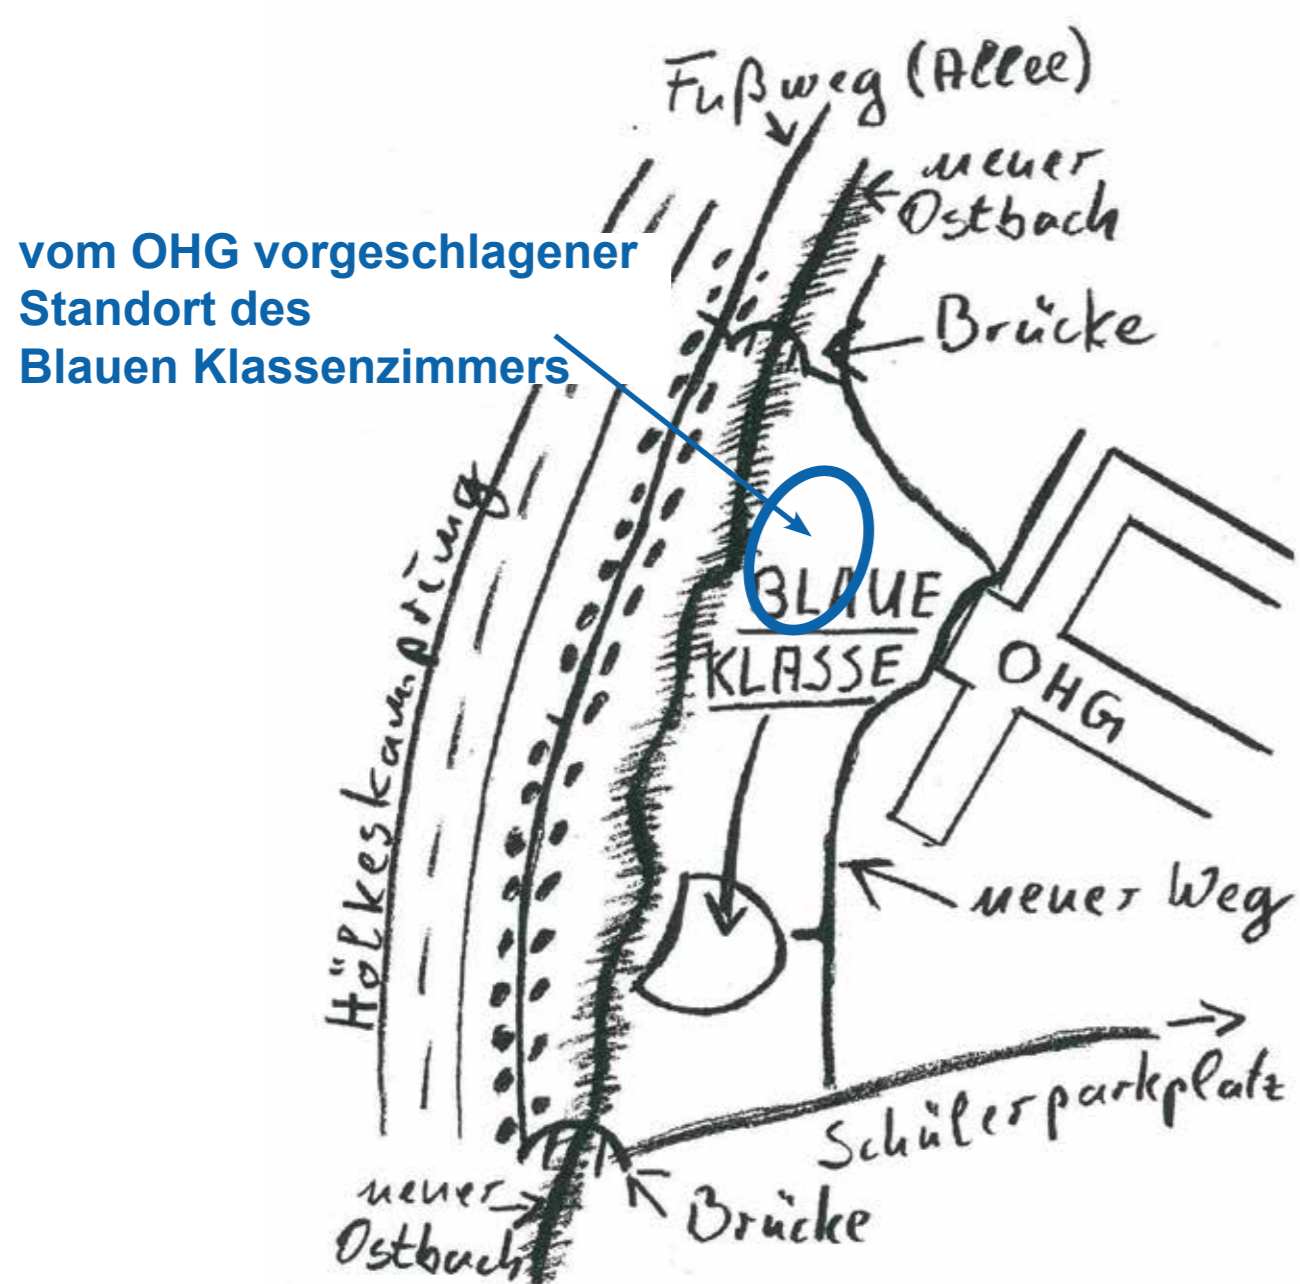 Fußweg (Allee)
neuer
Ostbach
vom OHG vorgeschlagener
Standort des
Blauen Klassenzimmers
Brücke
Hölkeskampring
BLAUE
KLASSE
OHG
neuer Weg
Schülerparkplatz
neuer
Ostbach
Brücke